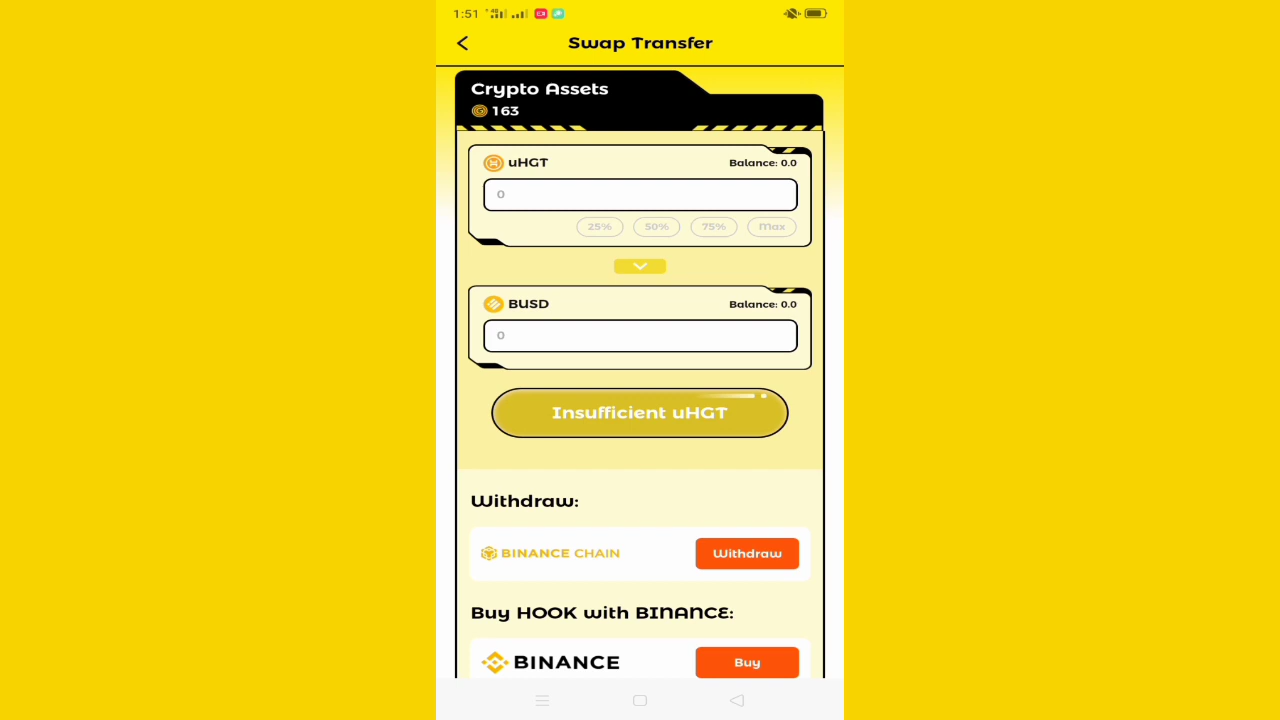 1:51
4G
Swap Transfer
Crypto Assets
163
uHGT Balance: 0.0
0
25% 50% 75% Max
BUSD Balance: 0.0
0
Insufficient uHGT
Withdraw:
BINANCE CHAIN Withdraw
Buy HOOK with BINANCE:
BINANCE Buy